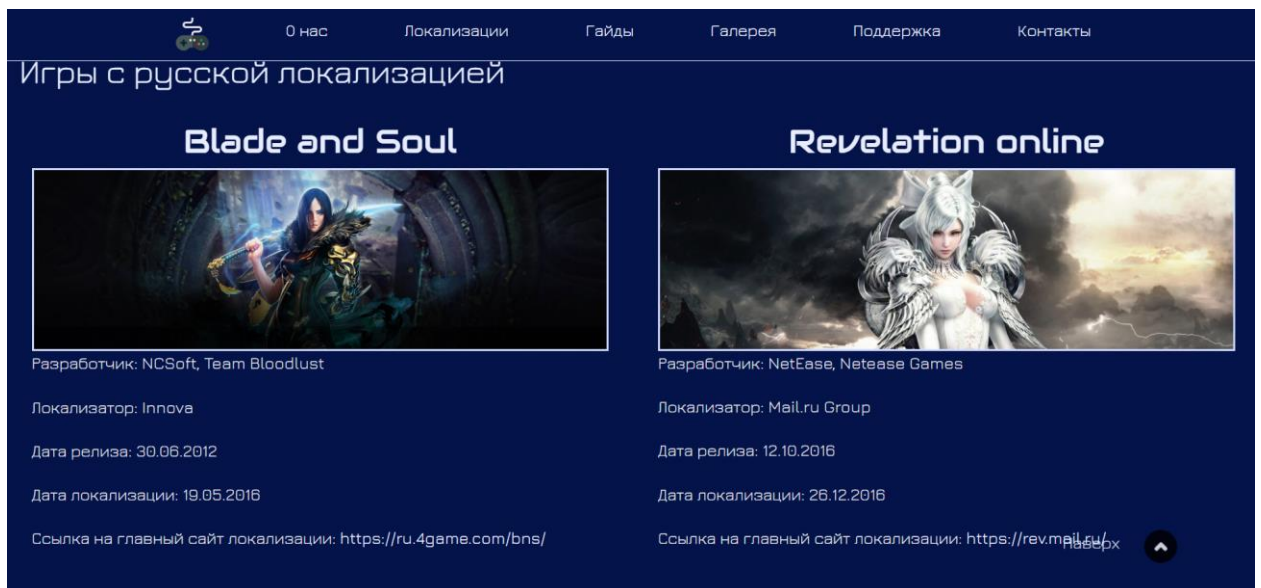 О нас Локализации Гайды Галерея Поддержка Контакты
Игры с русской локализацией
Blade and Soul
Разработчик: NCSoft, Team Bloodlust
Локализатор: Innova
Дата релиза: 30.06.2012
Дата локализации: 19.05.2016
Ссылка на главный сайт локализации: https://ru.4game.com/bns/
Revelation online
Разработчик: NetEase, Netease Games
Локализатор: Mail.ru Group
Дата релиза: 12.10.2016
Дата локализации: 26.12.2016
Ссылка на главный сайт локализации: https://rev.mail.ru/
наверх